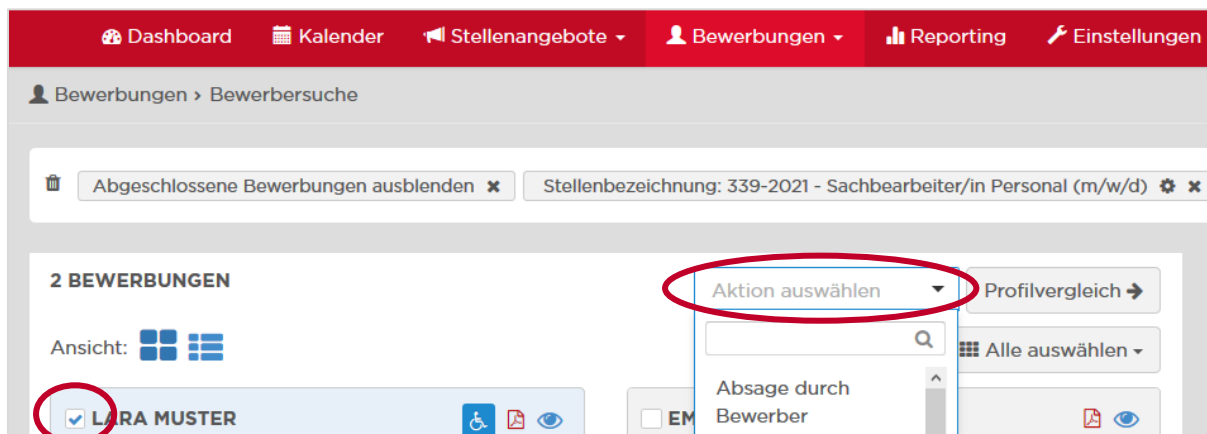 Dashboard Kalender Stellenangebote Bewerbungen Reporting Einstellungen
Bewerbungen › Bewerbersuche
Abgeschlossene Bewerbungen ausblenden × Stellenbezeichnung: 339-2021 - Sachbearbeiter/in Personal (m/w/d) ×
2 BEWERBUNGEN
Aktion auswählen
Profilvergleich →
Ansicht:
Alle auswählen
Absage durch
Bewerber
LARA MUSTER
EM